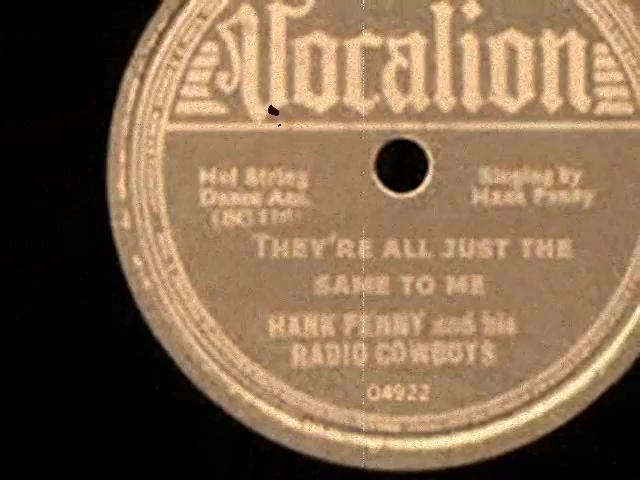 Vocalion
Hot String
Dance Acc.
Singing by
Hank Penny
THEY'RE ALL JUST THE
SAME TO ME
HANK PENNY and his
RADIO COWBOYS
04922